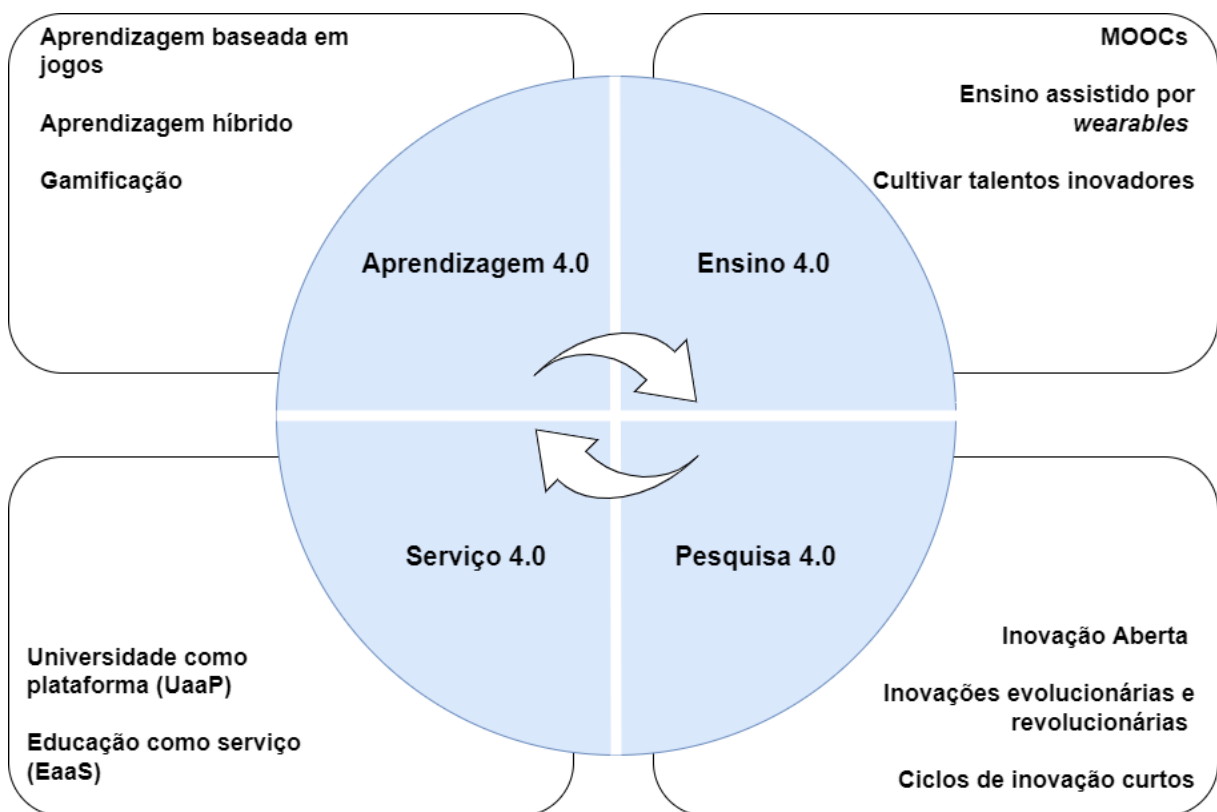 Aprendizagem baseada em
jogos
Aprendizagem híbrido
Gamificação
MOOCs
Ensino assistido por
wearables
Cultivar talentos inovadores
Aprendizagem 4.0
Ensino 4.0
Serviço 4.0
Pesquisa 4.0
Universidade como
plataforma (UaaP)
Educação como serviço
(EaaS)
Inovação Aberta
Inovações evolucionárias e
revolucionárias
Ciclos de inovação curtos